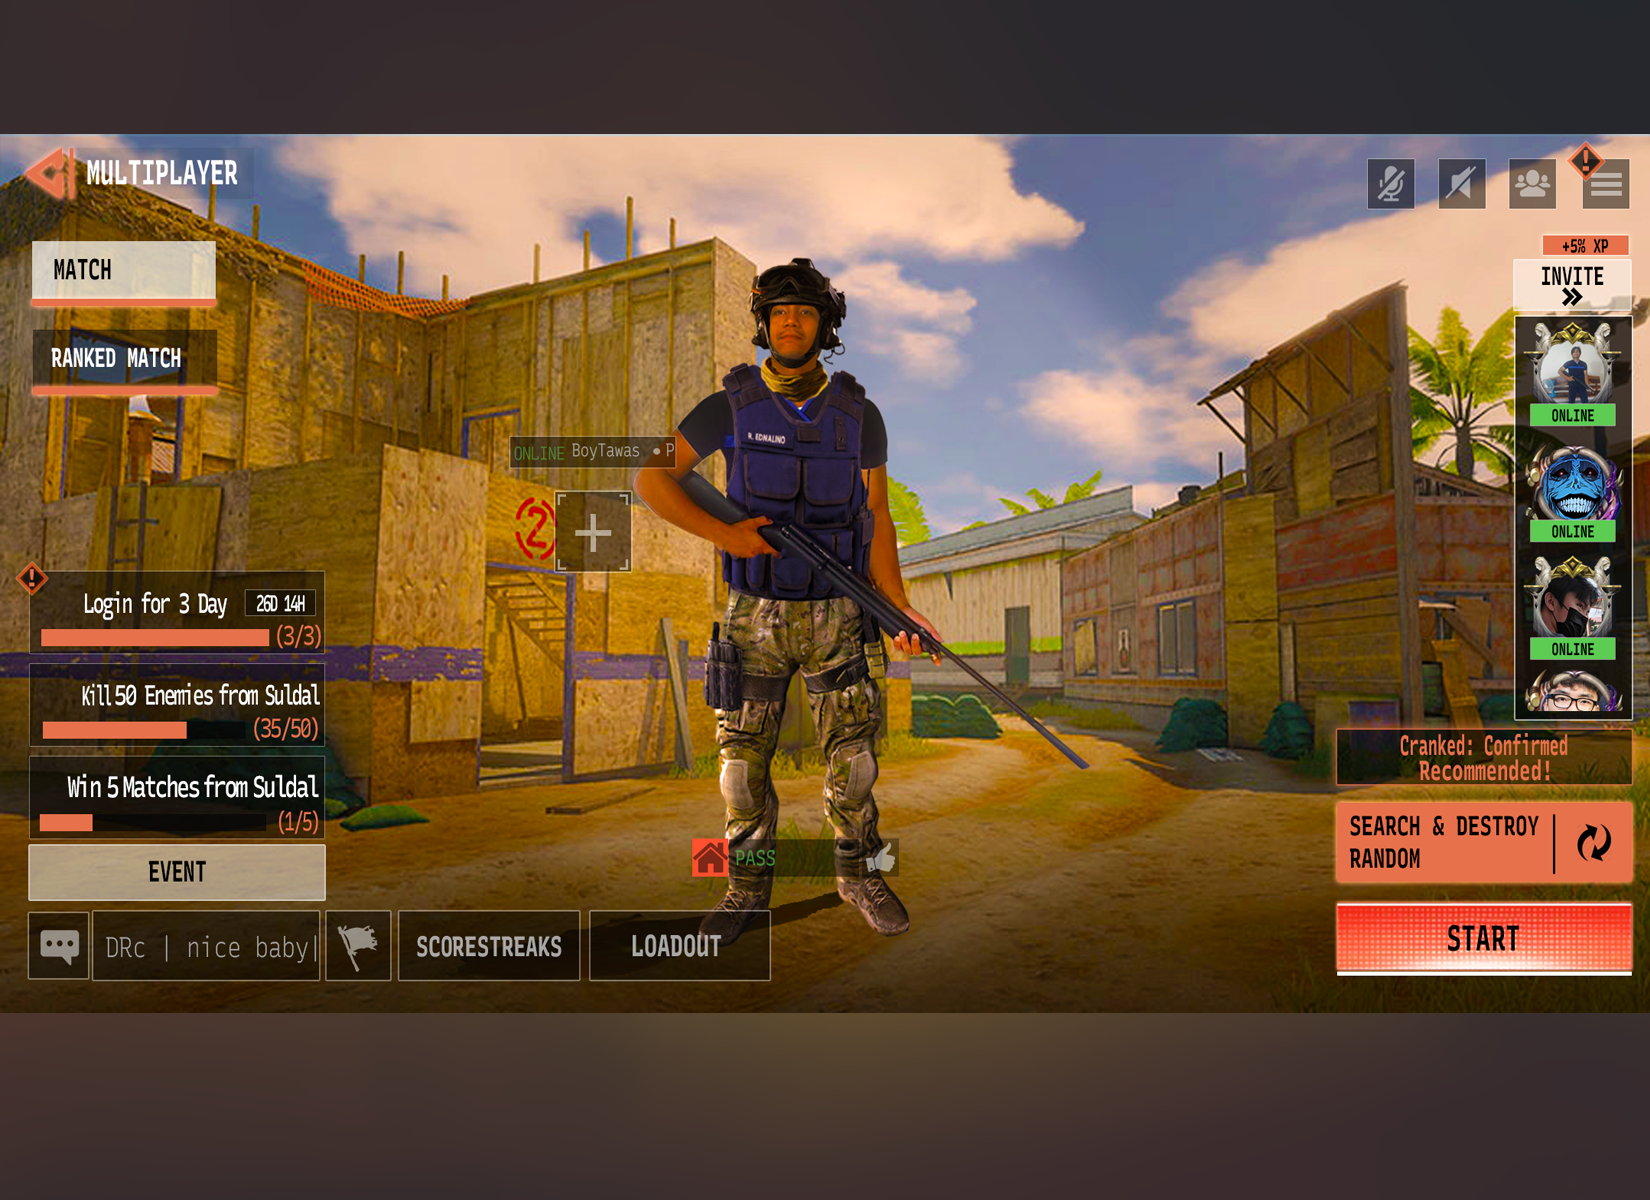 MULTIPLAYER
MATCH
RANKED MATCH
+5% XP
INVITE
ONLINE
ONLINE
ONLINE
ONLINE BoyTawas • P
2
R. EDNALINO
Login for 3 Day 26D 14H
(3/3)
Kill 50 Enemies from Suldal
(35/50)
Win 5 Matches from Suldal
(1/5)
EVENT
PASS
Cranked: Confirmed
Recommended!
SEARCH & DESTROY
RANDOM
START
DRc | nice baby|
SCORESTREAKS
LOADOUT